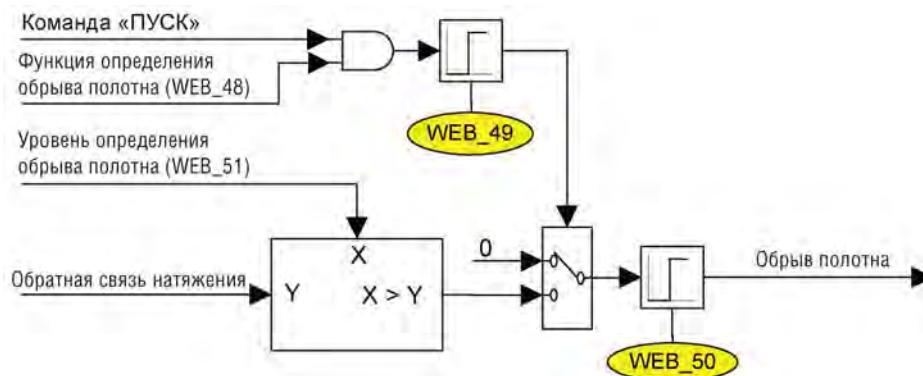 Команда «ПУСК»
Функция определения
обрыва полотна (WEB_48)
WEB_49
Уровень определения
обрыва полотна (WEB_51)
X
0
Обрыв полотна
Обратная связь натяжения
Y
X > Y
WEB_50